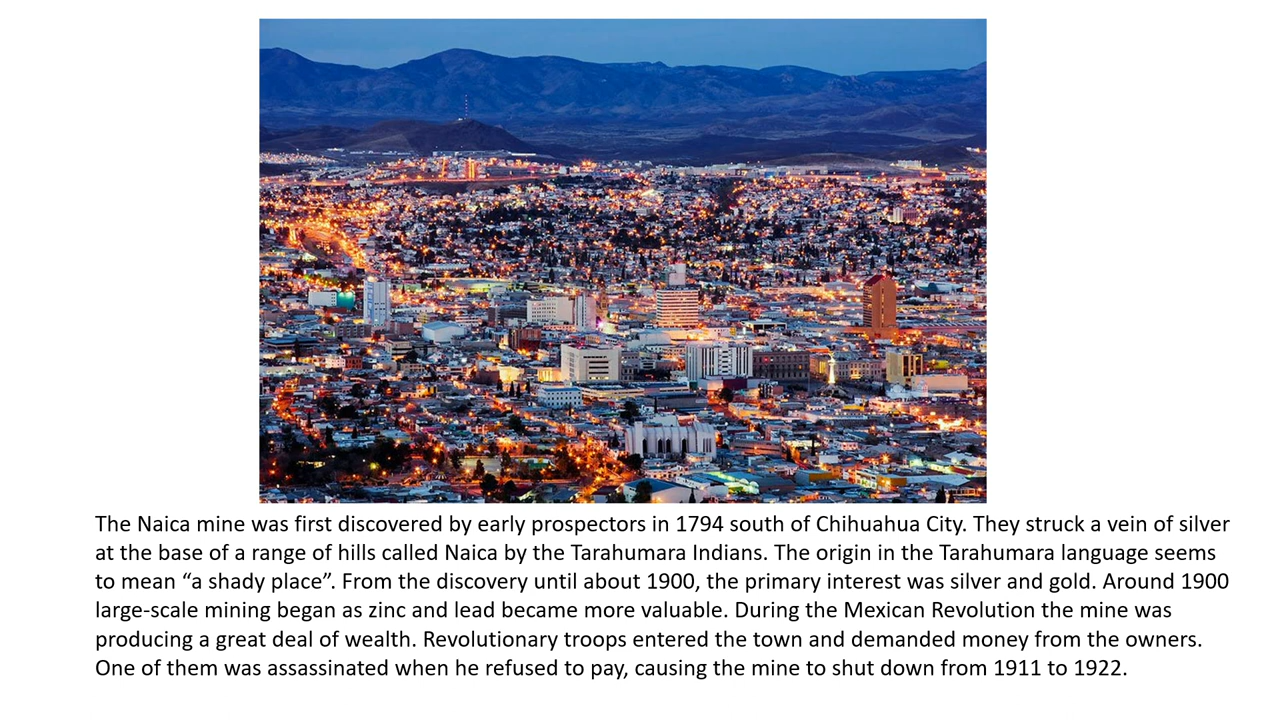 The Naica mine was first discovered by early prospectors in 1794 south of Chihuahua City. They struck a vein of silver
at the base of a range of hills called Naica by the Tarahumara Indians. The origin in the Tarahumara language seems
to mean “a shady place”. From the discovery until about 1900, the primary interest was silver and gold. Around 1900
large-scale mining began as zinc and lead became more valuable. During the Mexican Revolution the mine was
producing a great deal of wealth. Revolutionary troops entered the town and demanded money from the owners.
One of them was assassinated when he refused to pay, causing the mine to shut down from 1911 to 1922.